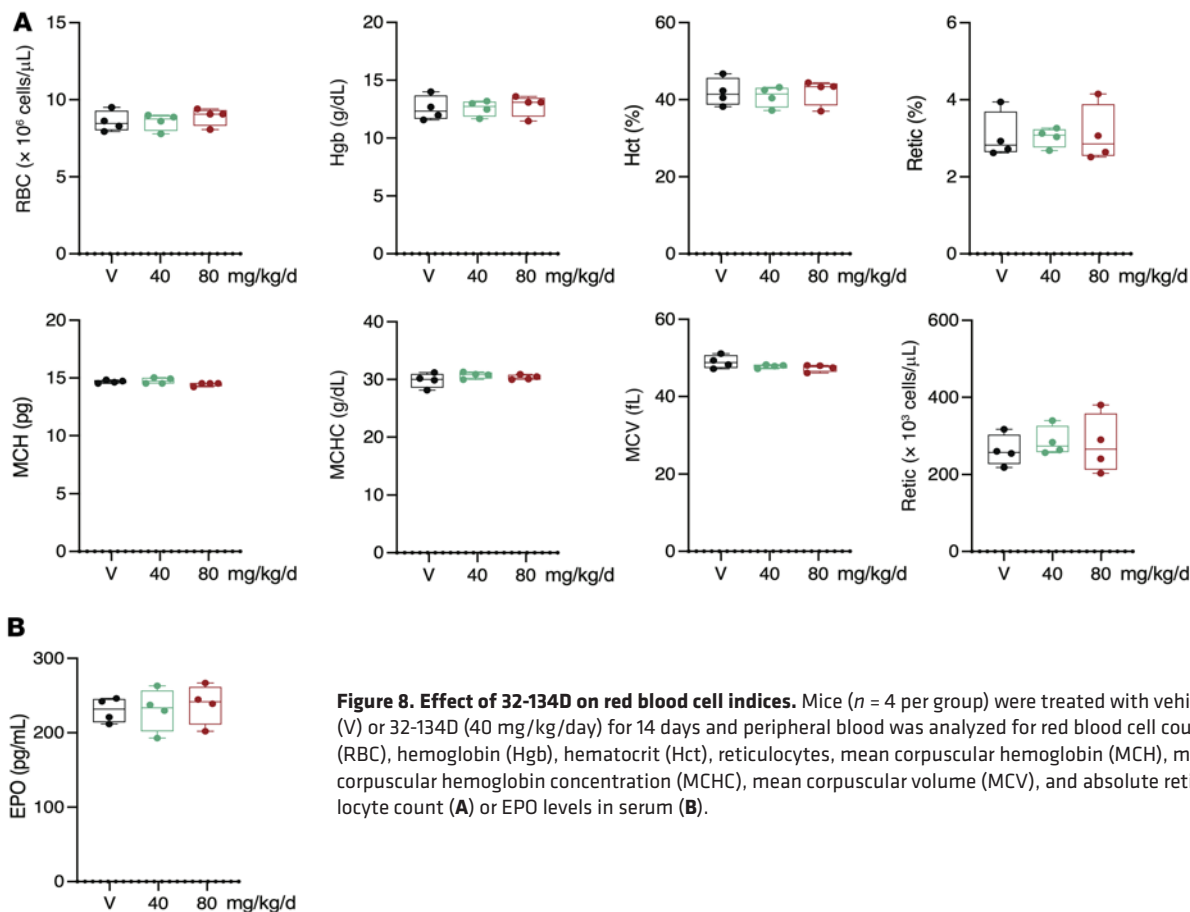 A
RBC (× 10⁶ cells/µL)
15
10
5
0
V 40 80 mg/kg/d
Hgb (g/dL)
20
15
10
5
0
V 40 80 mg/kg/d
Hct (%)
60
40
20
0
V 40 80 mg/kg/d
Retic (%)
6
4
2
0
V 40 80 mg/kg/d
MCH (pg)
20
15
10
5
0
V 40 80 mg/kg/d
MCHC (g/dL)
40
30
20
10
0
V 40 80 mg/kg/d
MCV (fL)
60
40
20
0
V 40 80 mg/kg/d
Retic (× 10³ cells/µL)
600
400
200
0
V 40 80 mg/kg/d
B
EPO (pg/mL)
300
200
100
0
V 40 80 mg/kg/d
Figure 8. Effect of 32-134D on red blood cell indices. Mice (n = 4 per group) were treated with vehi
(V) or 32-134D (40 mg/kg/day) for 14 days and peripheral blood was analyzed for red blood cell cou
(RBC), hemoglobin (Hgb), hematocrit (Hct), reticulocytes, mean corpuscular hemoglobin (MCH), m
corpuscular hemoglobin concentration (MCHC), mean corpuscular volume (MCV), and absolute reti
locyte count (A) or EPO levels in serum (B).